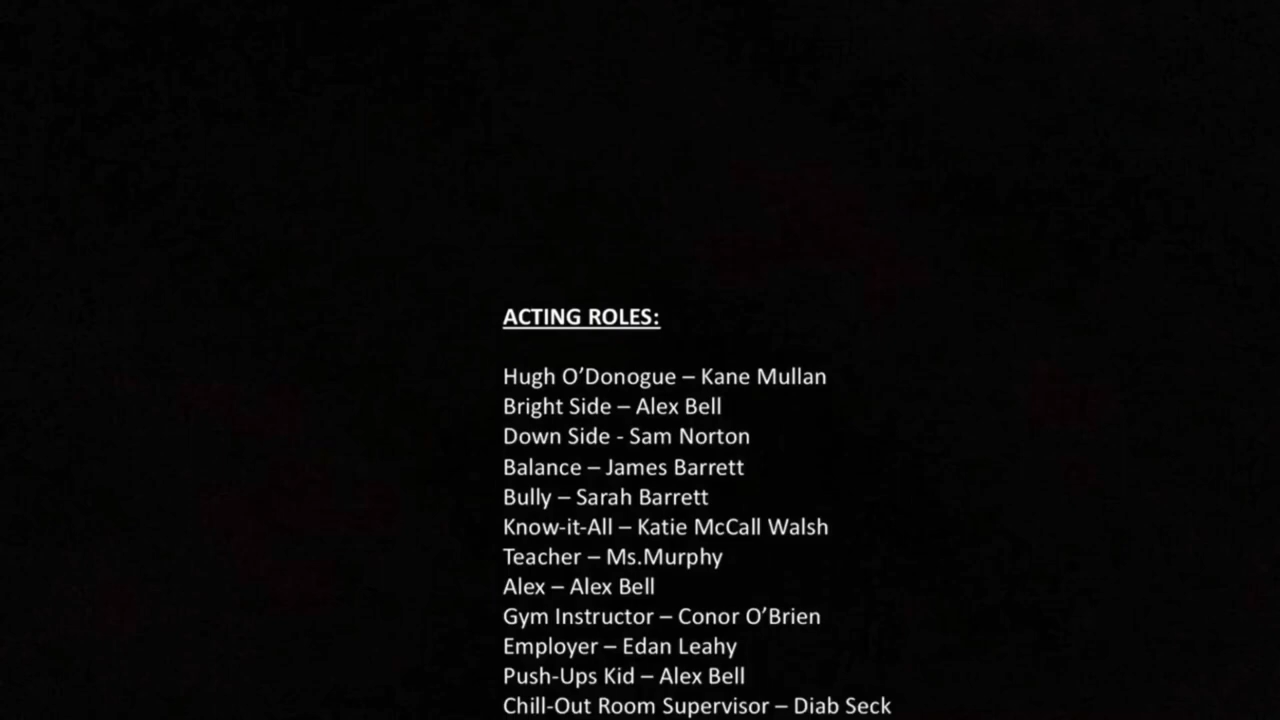 ACTING ROLES:
Hugh O’Donogue – Kane Mullan
Bright Side – Alex Bell
Down Side - Sam Norton
Balance – James Barrett
Bully – Sarah Barrett
Know-it-All – Katie McCall Walsh
Teacher – Ms.Murphy
Alex – Alex Bell
Gym Instructor – Conor O’Brien
Employer – Edan Leahy
Push-Ups Kid – Alex Bell
Chill-Out Room Supervisor – Diab Seck